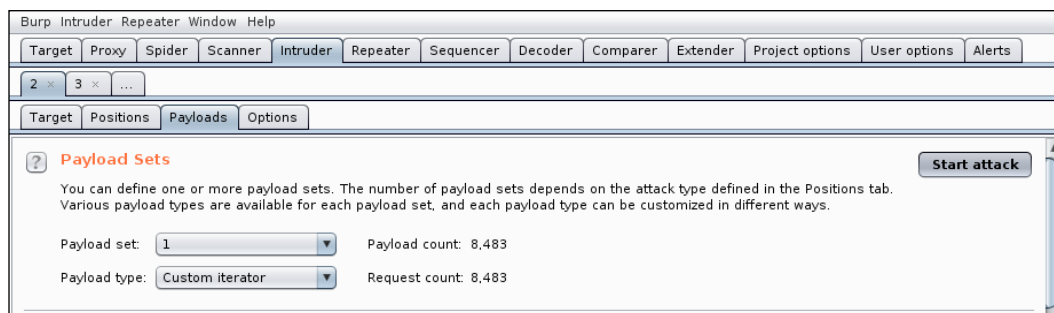 Burp Intruder Repeater Window Help
Target Proxy Spider Scanner Intruder Repeater Sequencer Decoder Comparer Extender Project options User options Alerts
2 × 3 × ...
Target Positions Payloads Options
? Payload Sets Start attack
You can define one or more payload sets. The number of payload sets depends on the attack type defined in the Positions tab.
Various payload types are available for each payload set, and each payload type can be customized in different ways.
Payload set: 1 Payload count: 8,483
Payload type: Custom iterator Request count: 8,483